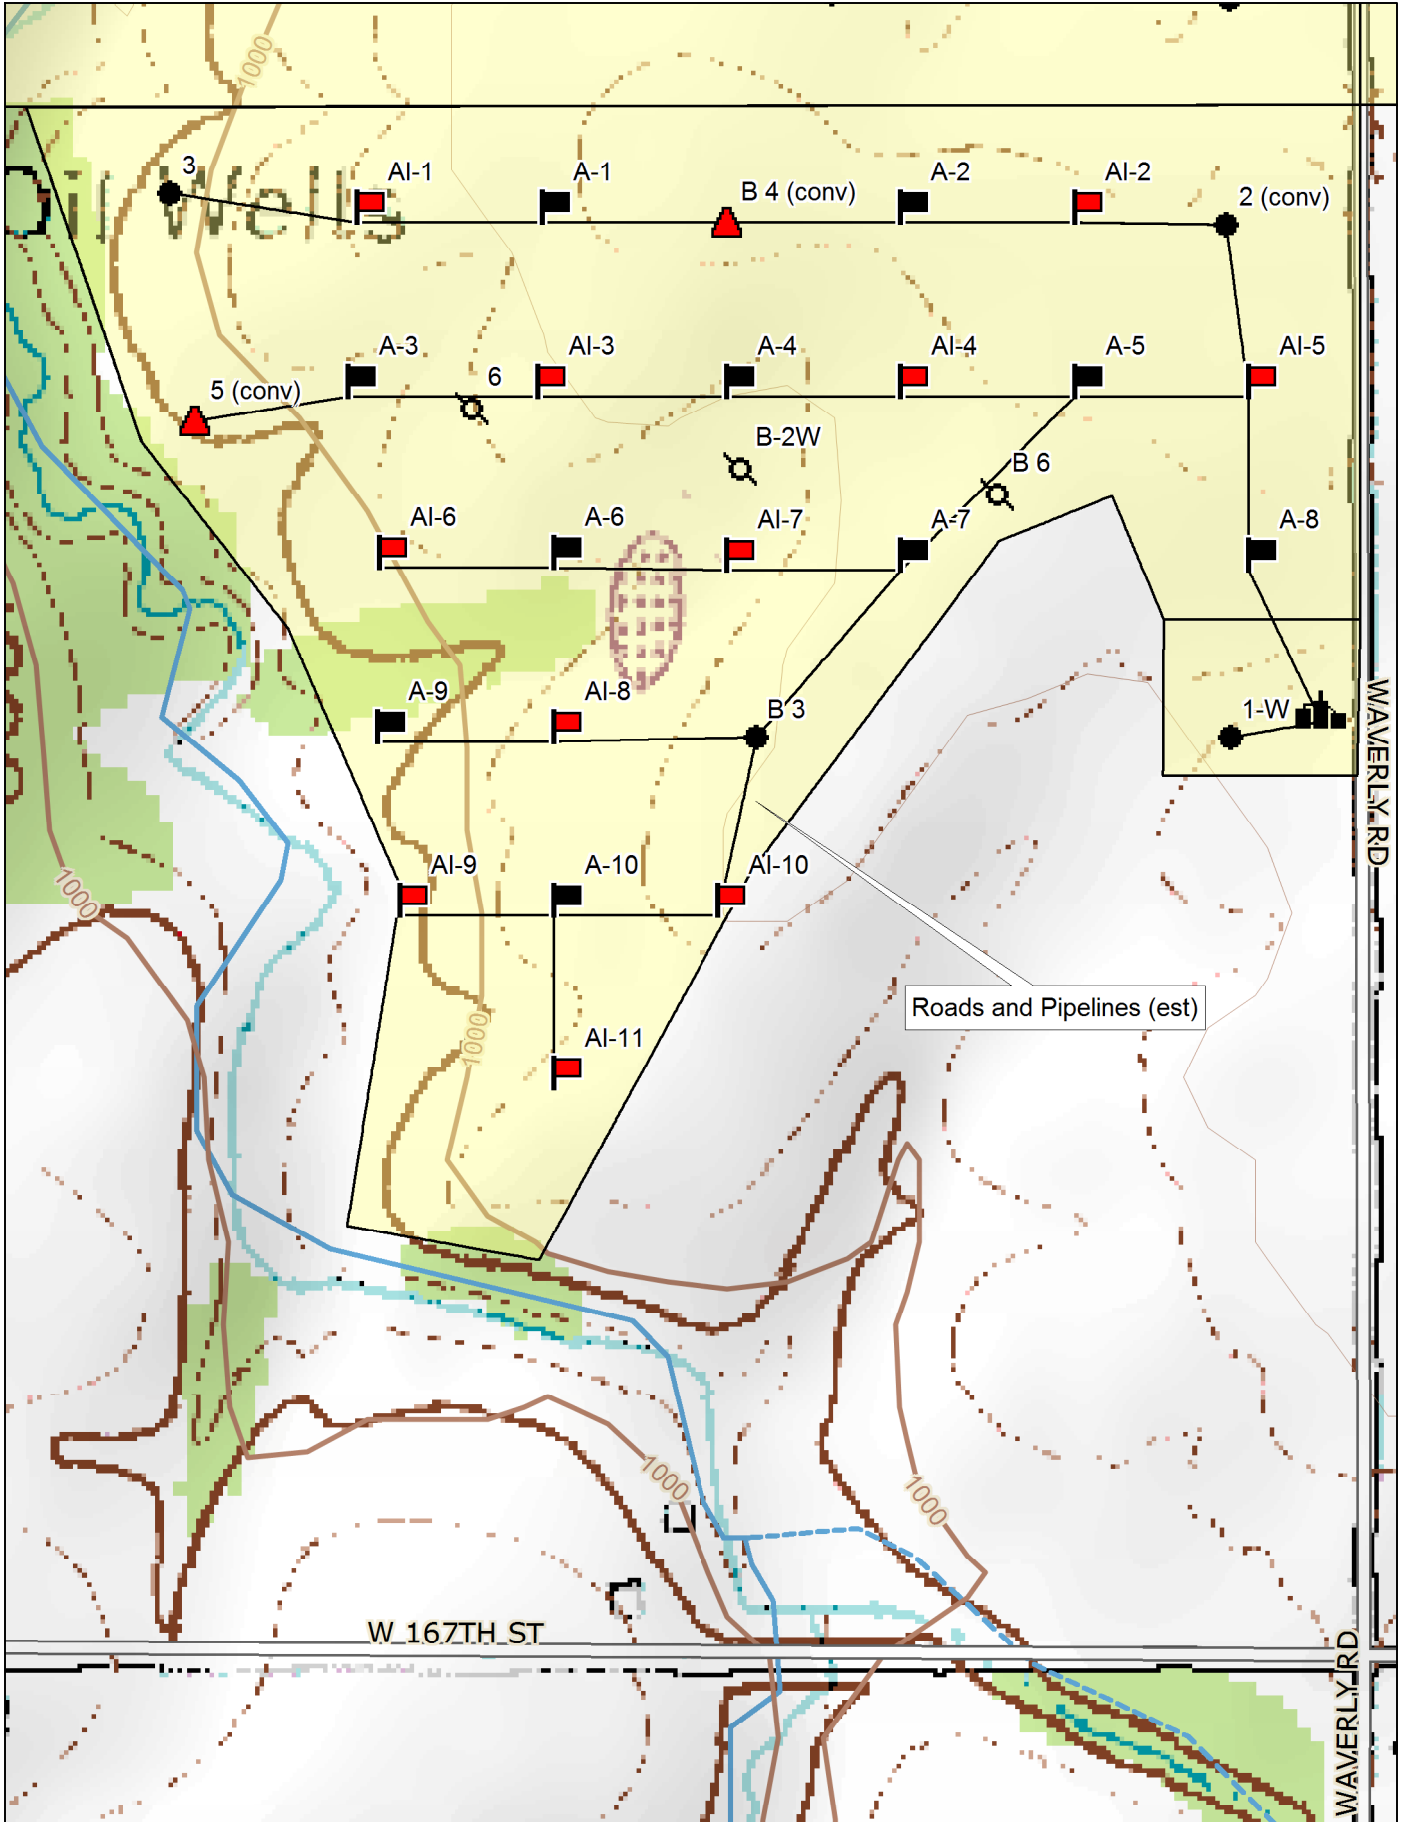 1000
il Wells
3
AI-1
A-1
B 4 (conv)
A-2
AI-2
2 (conv)
A-3
AI-3
A-4
AI-4
A-5
AI-5
5 (conv)
6
B-2W
B 6
AI-6
A-6
AI-7
A-7
A-8
A-9
AI-8
B 3
1-W
WAVERLY RD
AI-9
A-10
AI-10
1000
Roads and Pipelines (est)
1000
AI-11
1000
1000
W 167TH ST
WAVERLY RD